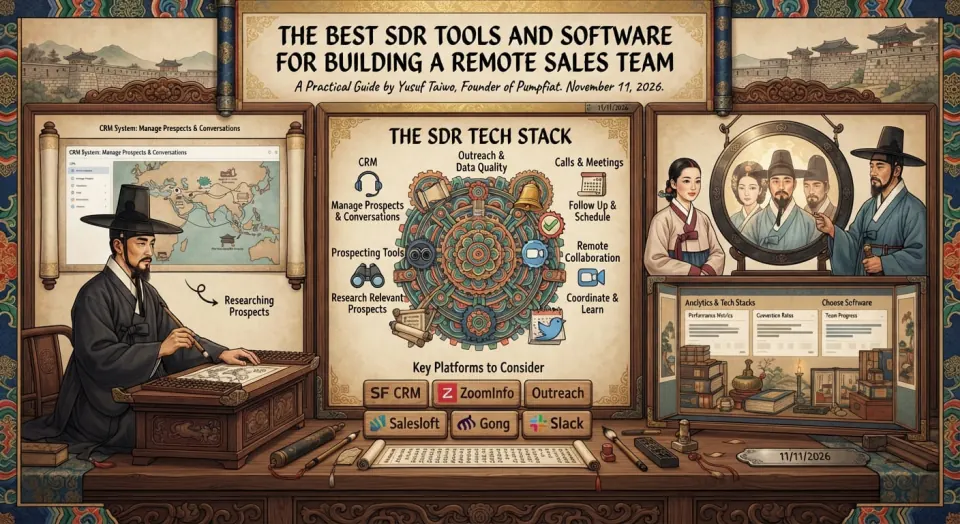 THE BEST SDR TOOLS AND SOFTWARE
FOR BUILDING A REMOTE SALES TEAM
A Practical Guide by Yusuf Taiwo, Founder of Pumpfiat. November 11, 2026.
11/11/2026
CRM System: Manage Prespects & Conversations
CRM System: Manage Prospects & Conversations
Researching
Prospects
THE SDR TECH STACK
CRM
Manage Prospects
& Conversations
Prospecting Tools
Research Relevant
Prospects
Outreach &
Data Quality
Calls & Meetings
Follow Up &
Schedule
Remote
Collaboration
Coordinate &
Learn
Key Platforms to Consider
SF CRM
Z ZoomInfo
Outreach
Salesloft
Gong
Slack
Analytics & Tech Stacks
Choose Software
Performance Metrics
Conversion Rates
Team Progress
11/11/2026